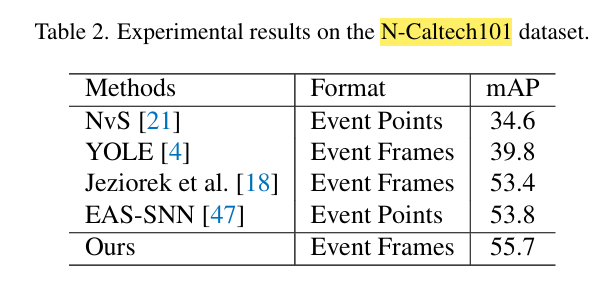 Table 2. Experimental results on the N-Caltech101 dataset.
Methods Format mAP
NvS [21] Event Points 34.6
YOLE [4] Event Frames 39.8
Jeziorek et al. [18] Event Frames 53.4
EAS-SNN [47] Event Points 53.8
Ours Event Frames 55.7